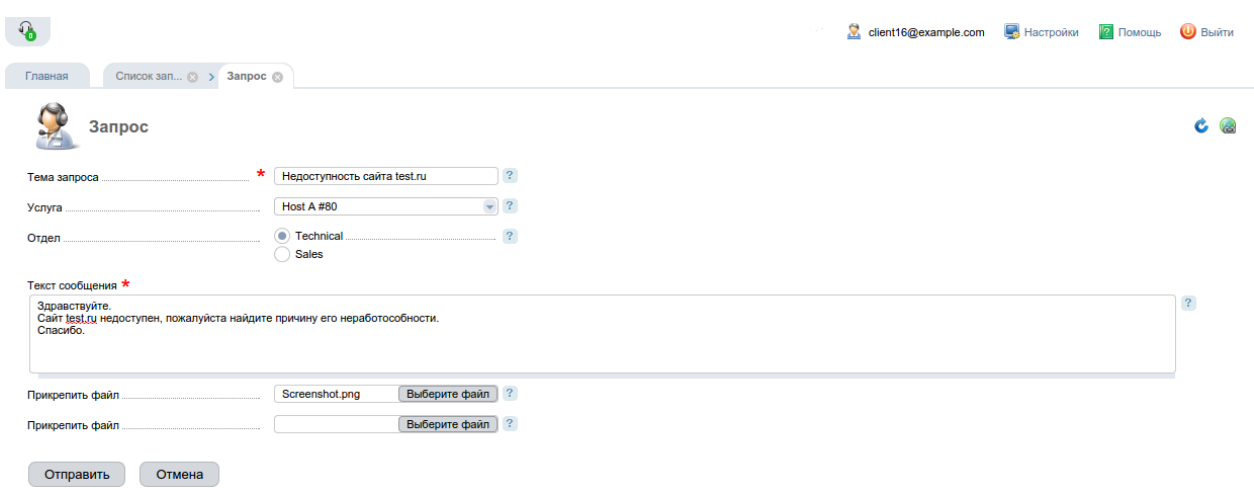 0
client16@example.com Настройки ? Помощь Выйти
Главная Список зап... > Запрос
Запрос
Тема запроса * Недоступность сайта test.ru ?
Услуга Host A #80 ?
Отдел Technical ?
Sales
Текст сообщения *
Здравствуйте.
Сайт test.ru недоступен, пожалуйста найдите причину его неработособности.
Спасибо.
?
Прикрепить файл Screenshot.png Выберите файл ?
Прикрепить файл Выберите файл ?
Отправить Отмена